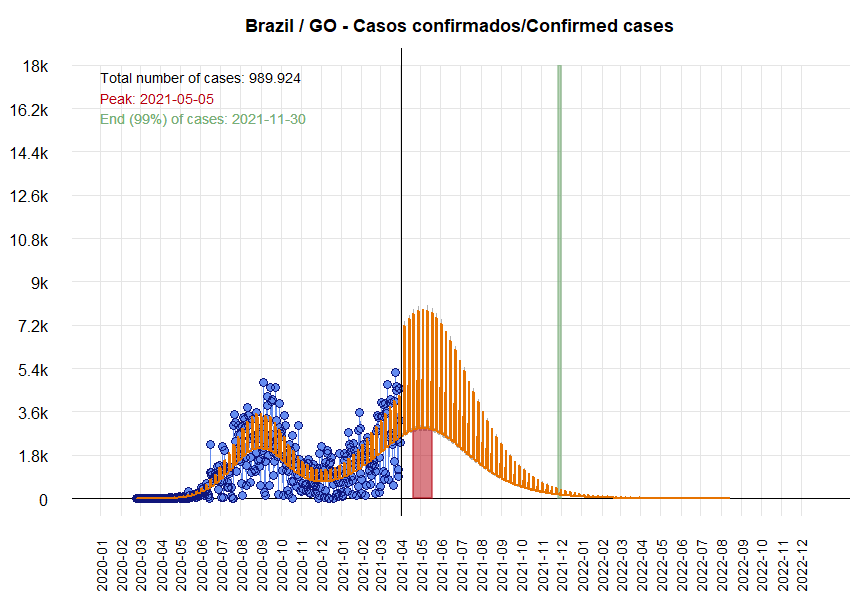 Brazil / GO - Casos confirmados/Confirmed cases
18k
16.2k
14.4k
12.6k
10.8k
9k
7.2k
5.4k
3.6k
1.8k
0
Total number of cases: 989.924
Peak: 2021-05-05
End (99%) of cases: 2021-11-30
2020-01
2020-02
2020-03
2020-04
2020-05
2020-06
2020-07
2020-08
2020-09
2020-10
2020-11
2020-12
2021-01
2021-02
2021-03
2021-04
2021-05
2021-06
2021-07
2021-08
2021-09
2021-10
2021-11
2021-12
2022-01
2022-02
2022-03
2022-04
2022-05
2022-06
2022-07
2022-08
2022-09
2022-10
2022-11
2022-12